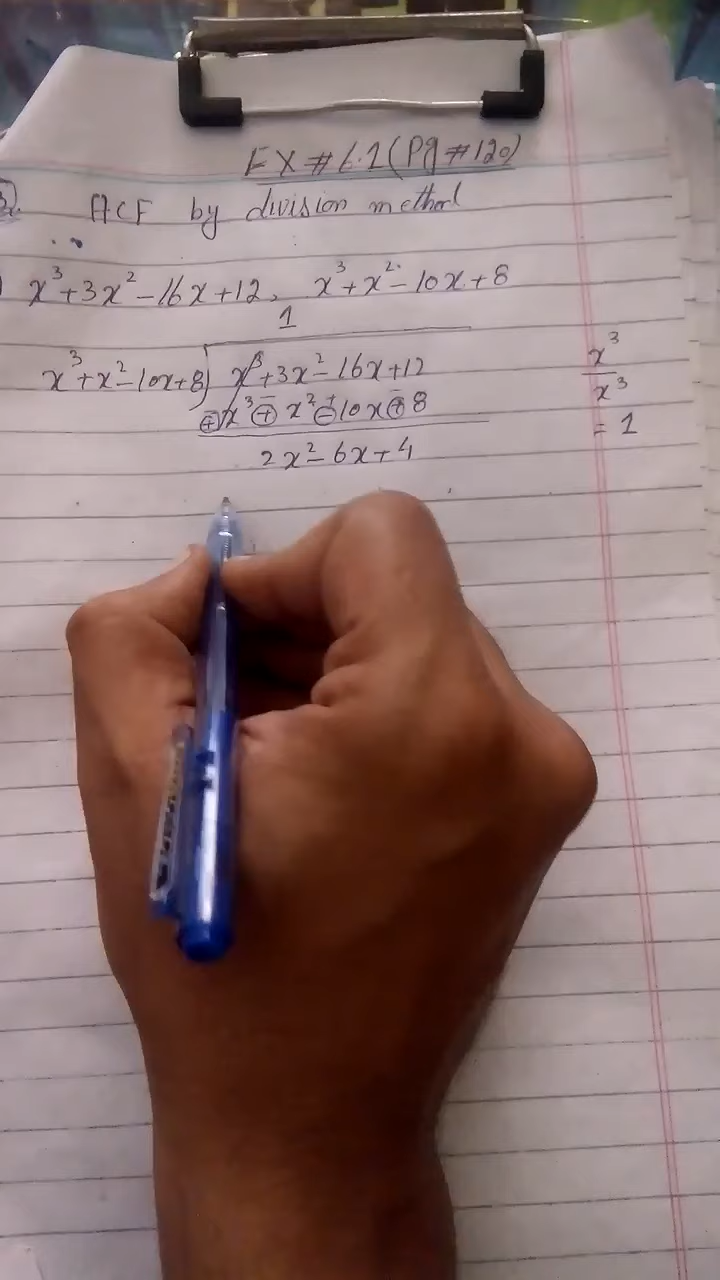 EX # 6.1 (Pg # 120)
HCF by division method
x³+3x²-16x+12, x³+x²-10x+8
1
x³+x²-10x+8) x³+3x²-16x+12
x³/x³
x³ + x² - 10x + 8
= 1
2x²-6x+4